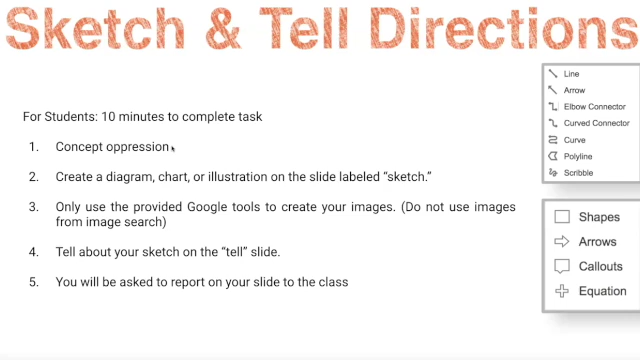 Sketch & Tell Directions
For Students: 10 minutes to complete task
1. Concept oppression
2. Create a diagram, chart, or illustration on the slide labeled “sketch.”
3. Only use the provided Google tools to create your images. (Do not use images
from image search)
4. Tell about your sketch on the “tell” slide.
5. You will be asked to report on your slide to the class
Line
Arrow
Elbow Connector
Curved Connector
Curve
Polyline
Scribble
Shapes
Arrows
Callouts
Equation